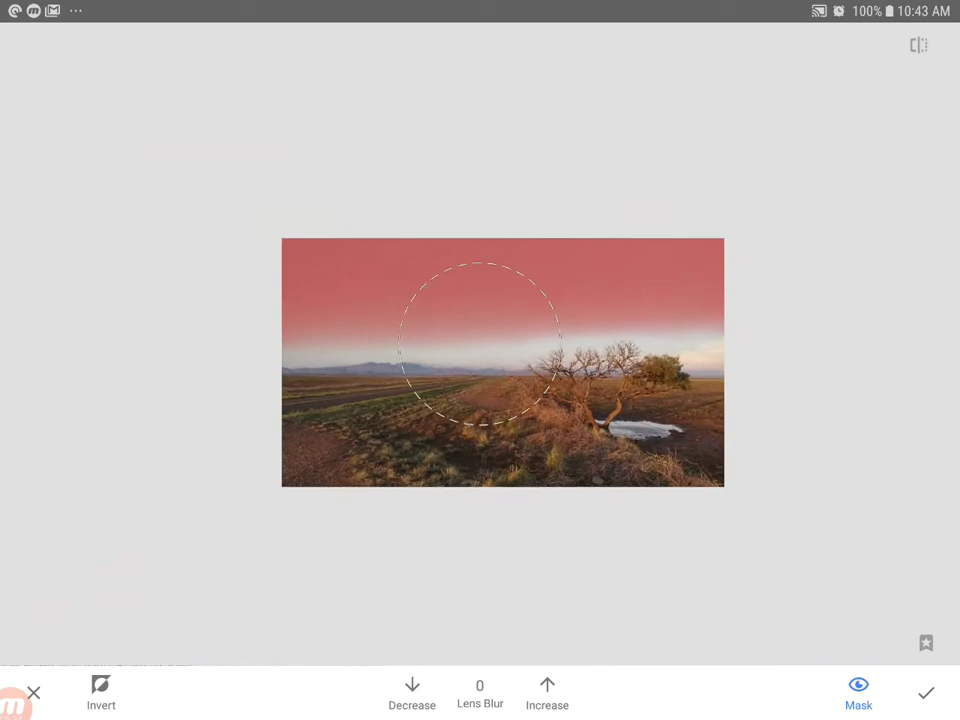 100% 10:43 AM
Invert
Decrease
0
Lens Blur
Increase
Mask